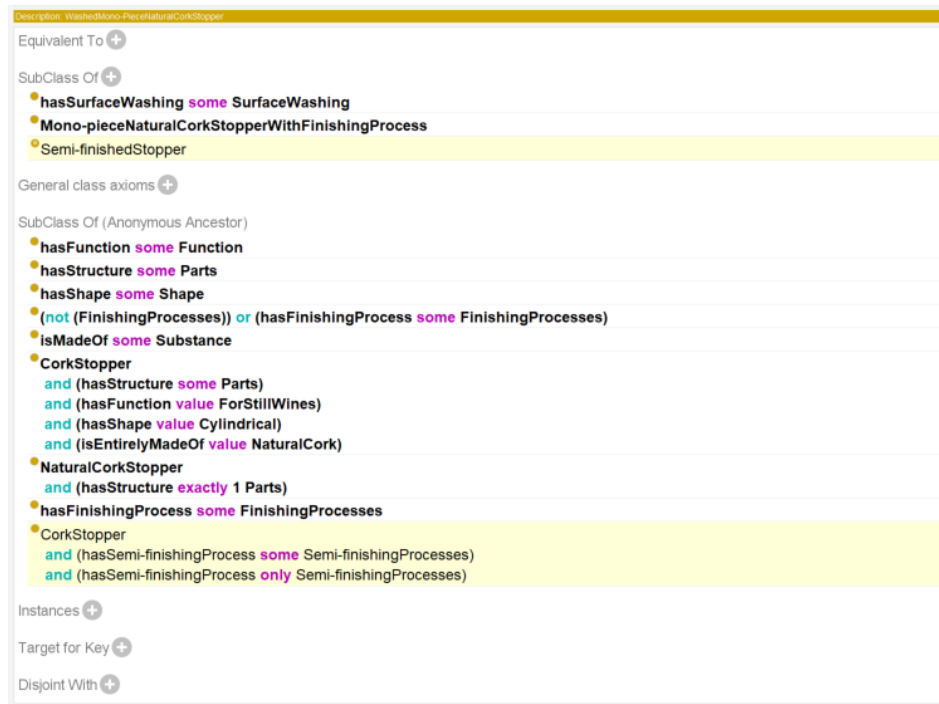 Description: WashedMono-PieceNaturalCorkStopper
Equivalent To
SubClass Of
hasSurfaceWashing some SurfaceWashing
Mono-pieceNaturalCorkStopperWithFinishingProcess
Semi-finishedStopper
General class axioms
SubClass Of (Anonymous Ancestor)
hasFunction some Function
hasStructure some Parts
hasShape some Shape
(not (FinishingProcesses)) or (hasFinishingProcess some FinishingProcesses)
isMadeOf some Substance
CorkStopper
and (hasStructure some Parts)
and (hasFunction value ForStillWines)
and (hasShape value Cylindrical)
and (isEntirelyMadeOf value NaturalCork)
NaturalCorkStopper
and (hasStructure exactly 1 Parts)
hasFinishingProcess some FinishingProcesses
CorkStopper
and (hasSemi-finishingProcess some Semi-finishingProcesses)
and (hasSemi-finishingProcess only Semi-finishingProcesses)
Instances
Target for Key
Disjoint With